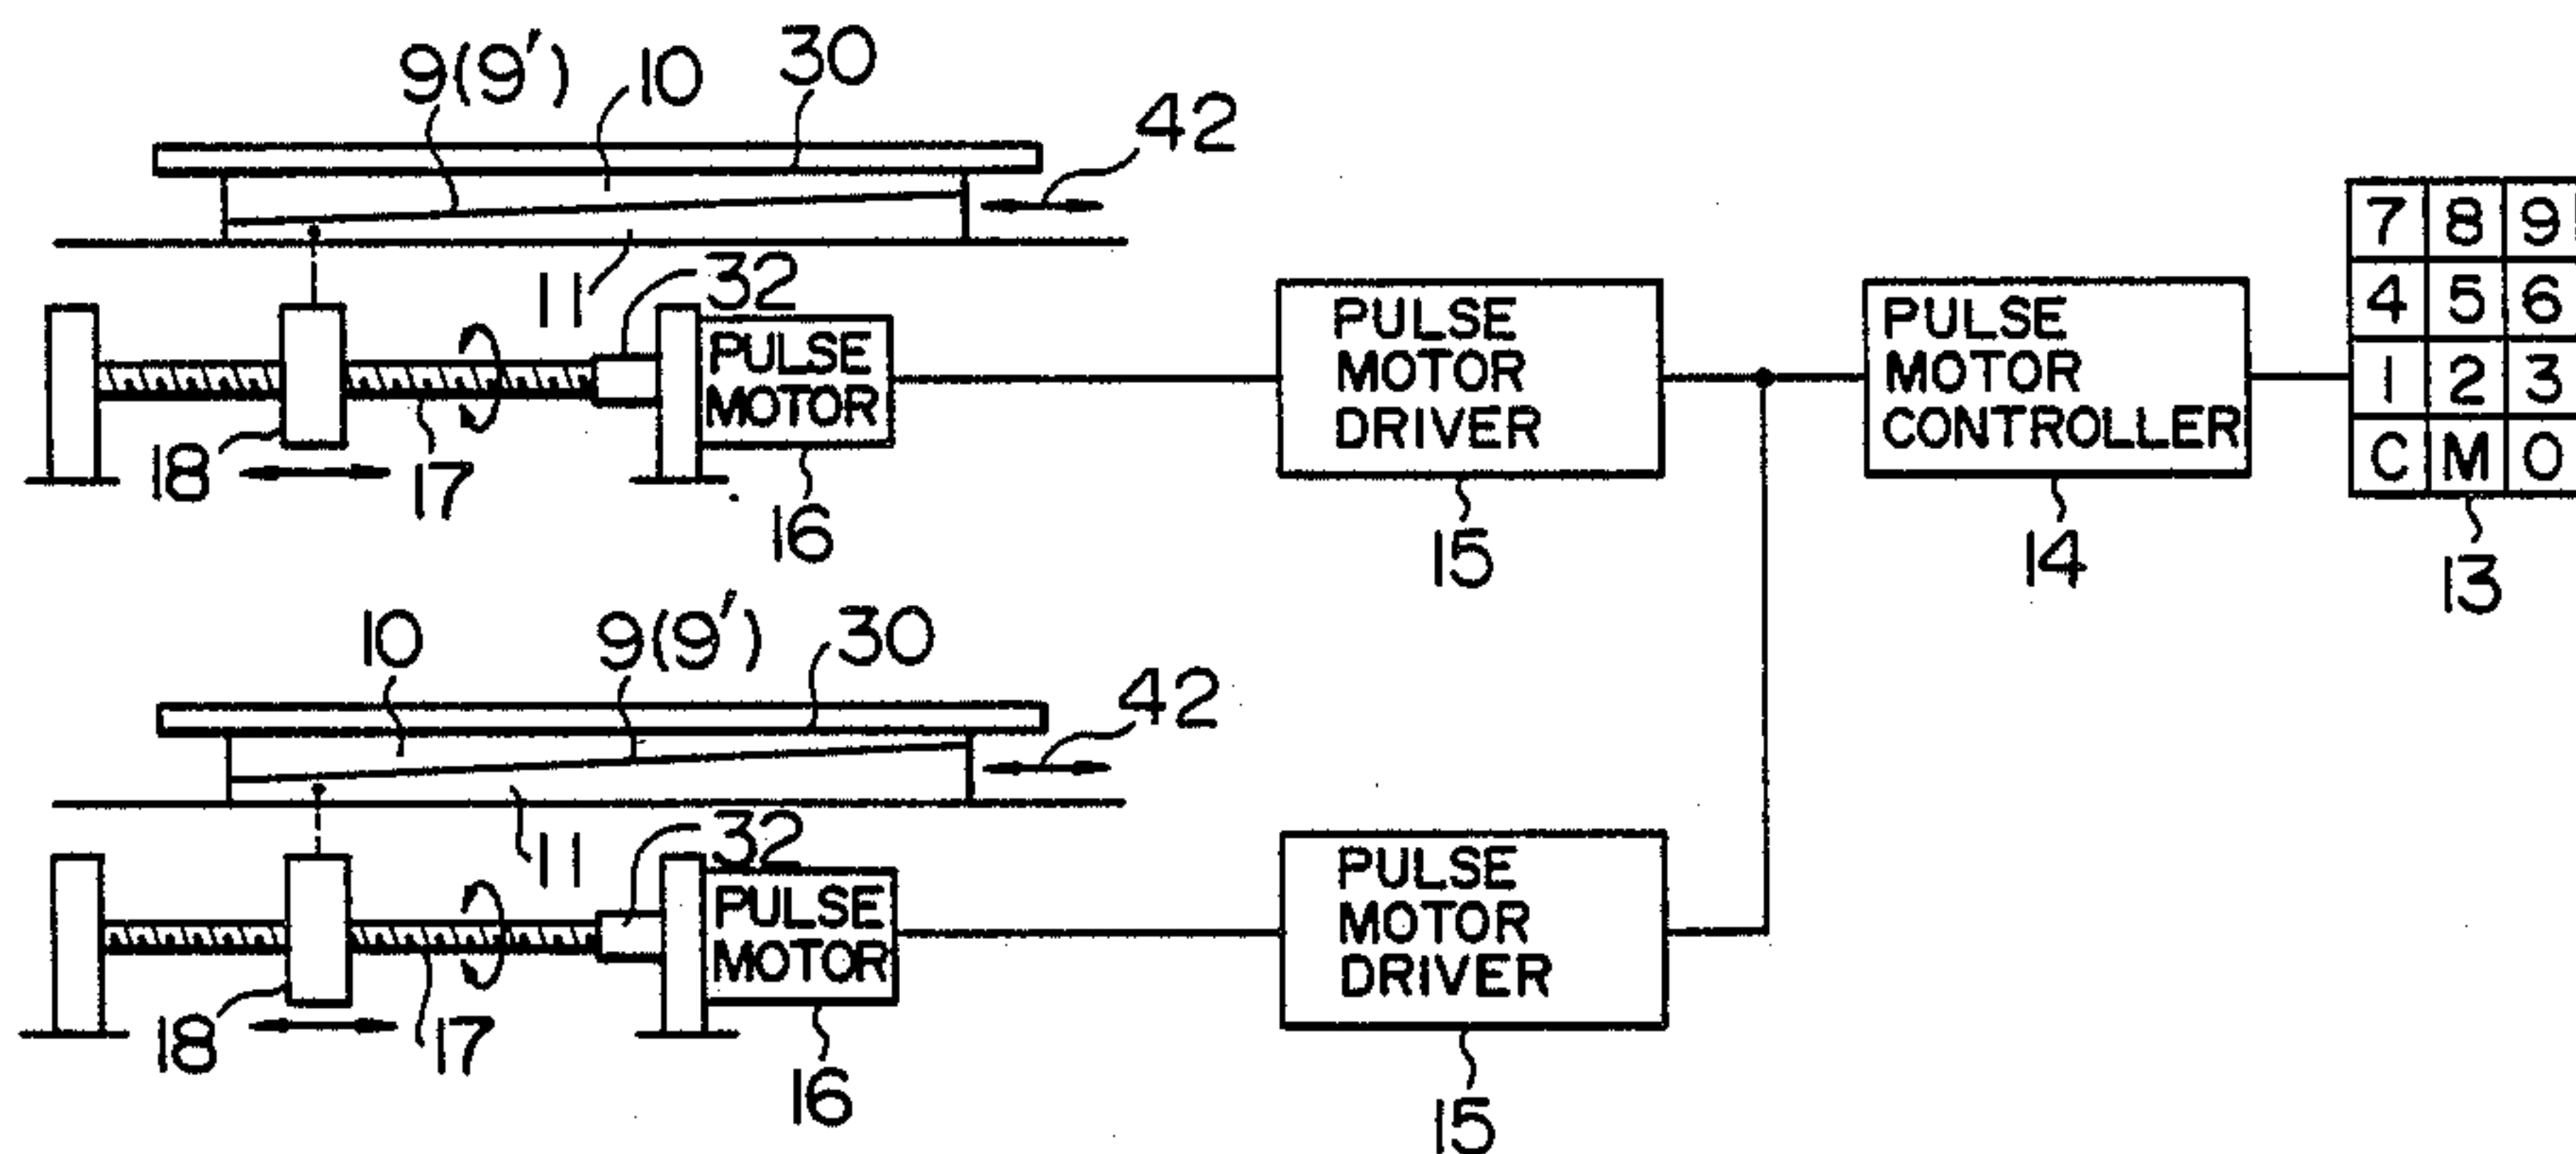 9(9') 10 30 42
11 32
PULSE
MOTOR
18 17 16
PULSE
MOTOR
DRIVER
15
PULSE
MOTOR
CONTROLLER
14
7 8 9
4 5 6
1 2 3
C M 0
13
10 9(9') 30 42
11 32
PULSE
MOTOR
18 17 16
PULSE
MOTOR
DRIVER
15